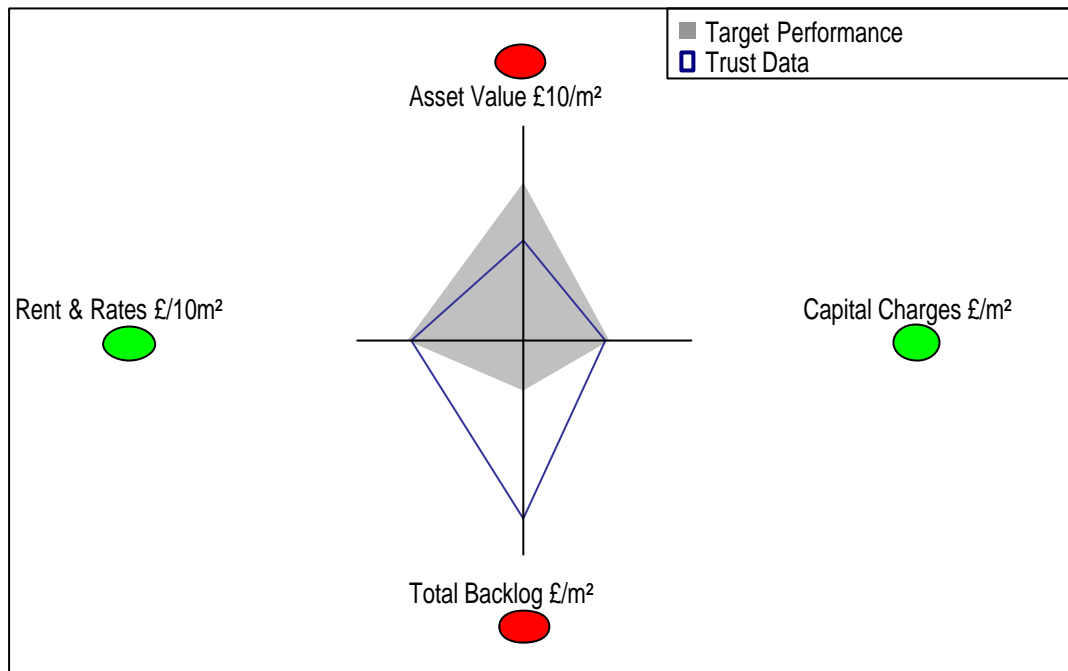 Target Performance
Trust Data
Asset Value £10/m²
Rent & Rates £/10m²
Capital Charges £/m²
Total Backlog £/m²